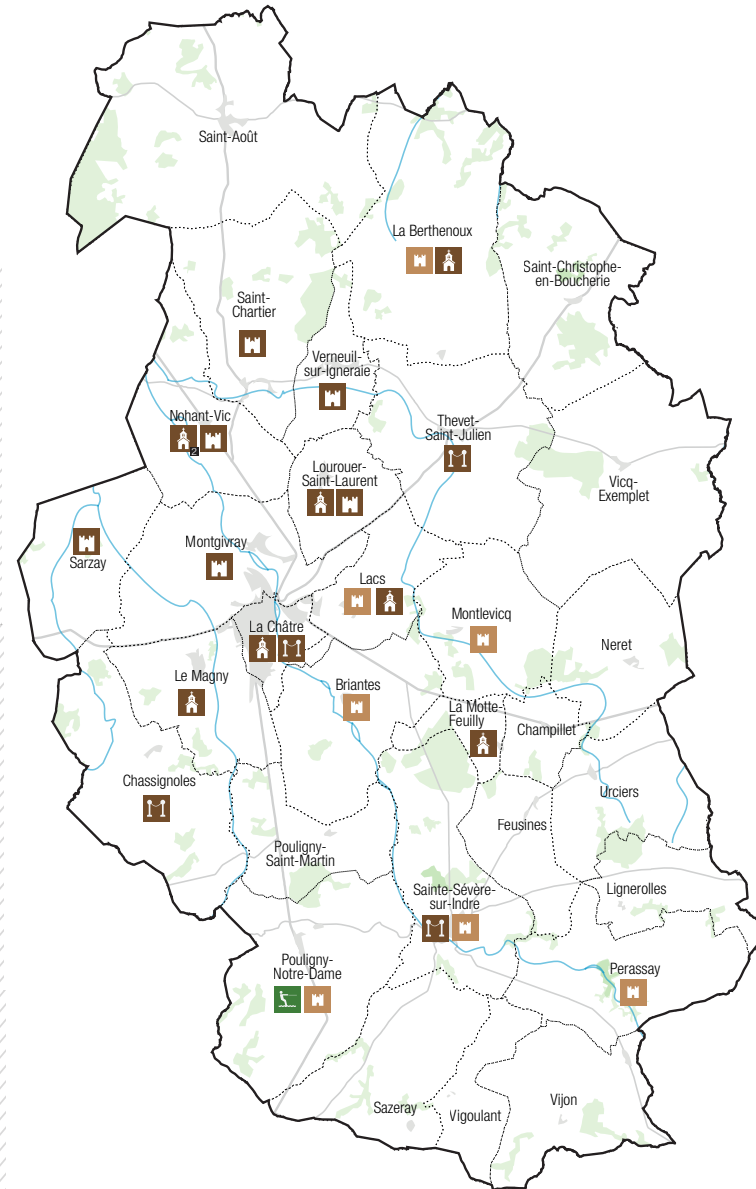 Saint-Août
La Berthenoux
Saint-Christophe-
en-Boucherie
Saint-
Chartier
Verneuil-
sur-Igneraie
Nohant-Vic
2
Thevet-
Saint-Julien
Lourouer-
Saint-Laurent
Vicq-
Exemplet
Sarzay
Montgivray
Lacs
Montlevicq
La Châtre
Neret
Le Magny
Briantes
La Motte-
Feuilly
Champillet
Chassignoles
Urciers
Feusines
Pouligny-
Saint-Martin
Sainte-Sévère-
sur-Indre
Lignerolles
Pouligny-
Notre-Dame
Perassay
Sazeray
Vigoulant
Vijon